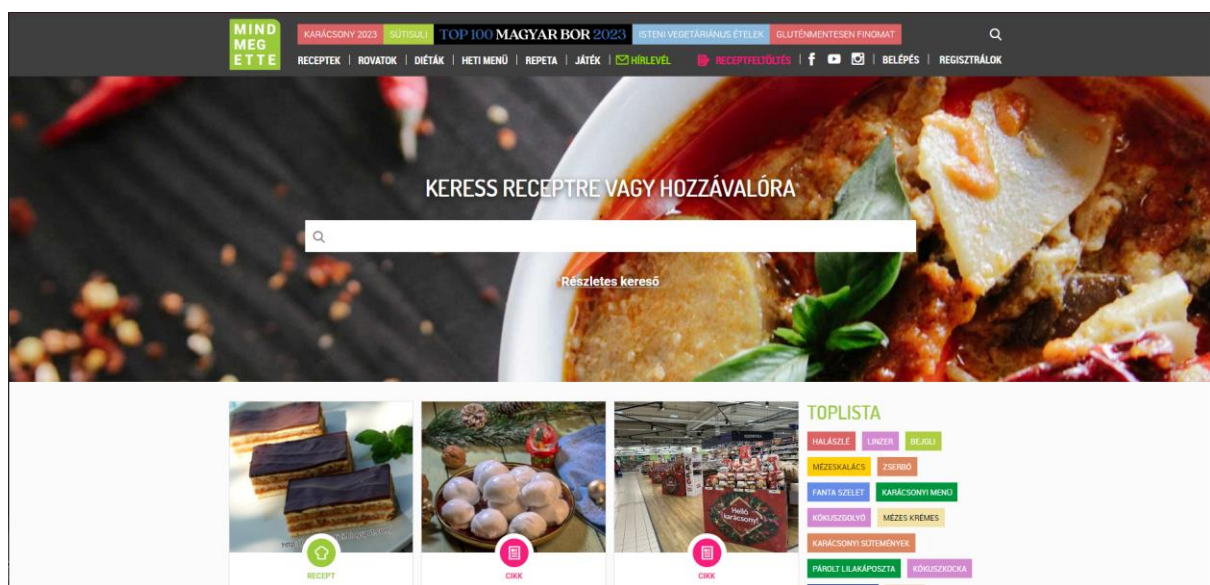 MIND
MEG
ETTE
KARÁCSONY 2023 SÜTISULI TOP 100 MAGYAR BOR 2023 ISTENI VEGETÁRIÁNUS ÉTELEK GLUTÉNMENTESEN FINOMAT
RECEPTEK | ROVATOK | DIÉTÁK | HETI MENÜ | REPETA | JÁTÉK | HÍRLEVÉL RECEPTFELTÖLTÉS | f | BELÉPÉS | REGISZTRÁLOK
KERESS RECEPTRE VAGY HOZZÁVALÓRA
Részletes kereső
Helló
karácsony!
RECEPT
CIKK
CIKK
TOPLISTA
HALÁSZLÉ LINZER BEJGLI
MÉZESKALÁCS ZSERBÓ
FANTA SZELET KARÁCSONYI MENÜ
KÓKUSZGOLYÓ MÉZES KRÉMES
KARÁCSONYI SÜTEMÉNYEK
PÁROLT LILAKÁPOSZTA KÓKUSZKOCKA